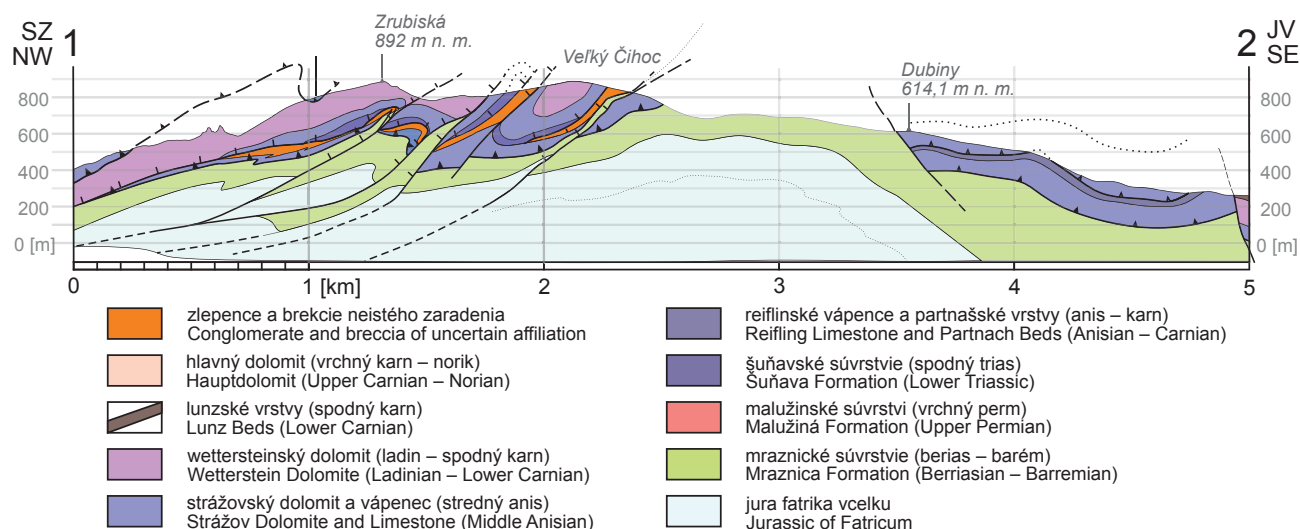 SZ
NW
1
Zrubiská
892 m n. m.
Veľký Čihoc
Dubiny
614,1 m n. m.
2
JV
SE
800
600
400
200
0 [m]
800
600
400
200
0 [m]
0
1 [km]
2
3
4
5
zlepence a brekcie neistého zaradenia
Conglomerate and breccia of uncertain affiliation
hlavný dolomit (vrchný karn – norik)
Hauptdolomit (Upper Carnian – Norian)
lunzské vrstvy (spodný karn)
Lunz Beds (Lower Carnian)
wettersteinský dolomit (ladin – spodný karn)
Wetterstein Dolomite (Ladinian – Lower Carnian)
strážovský dolomit a vápenec (stredný anis)
Strážov Dolomite and Limestone (Middle Anisian)
reiflinské vápence a partnašské vrstvy (anis – karn)
Reifling Limestone and Partnach Beds (Anisian – Carnian)
šuňavské súvrstvie (spodný trias)
Šuňava Formation (Lower Triassic)
malužinské súvrstvi (vrchný perm)
Malužiná Formation (Upper Permian)
mraznické súvrstvie (berias – barém)
Mraznica Formation (Berriasian – Barremian)
jura fatrika vcelku
Jurassic of Fatricum